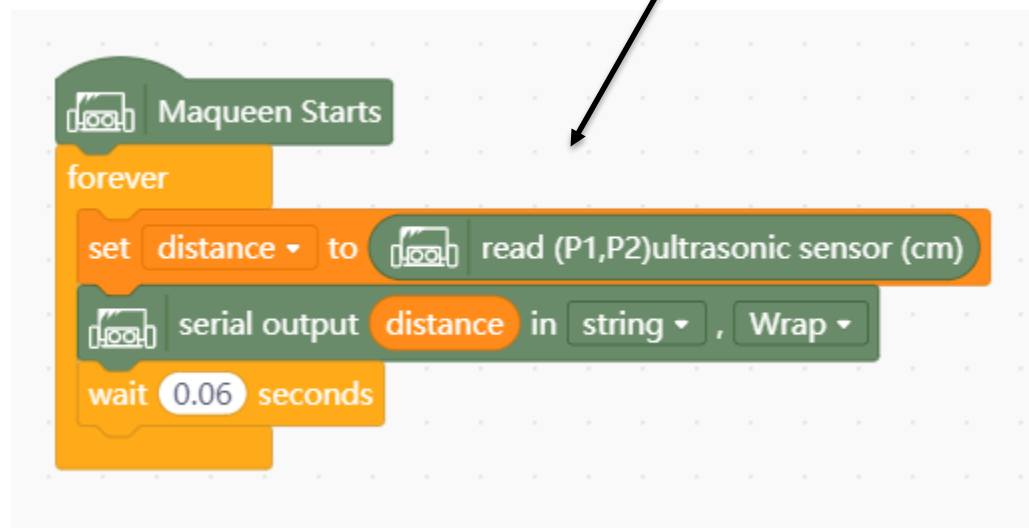 Maqueen Starts
forever
set distance to read (P1,P2)ultrasonic sensor (cm)
serial output distance in string , Wrap
wait 0.06 seconds